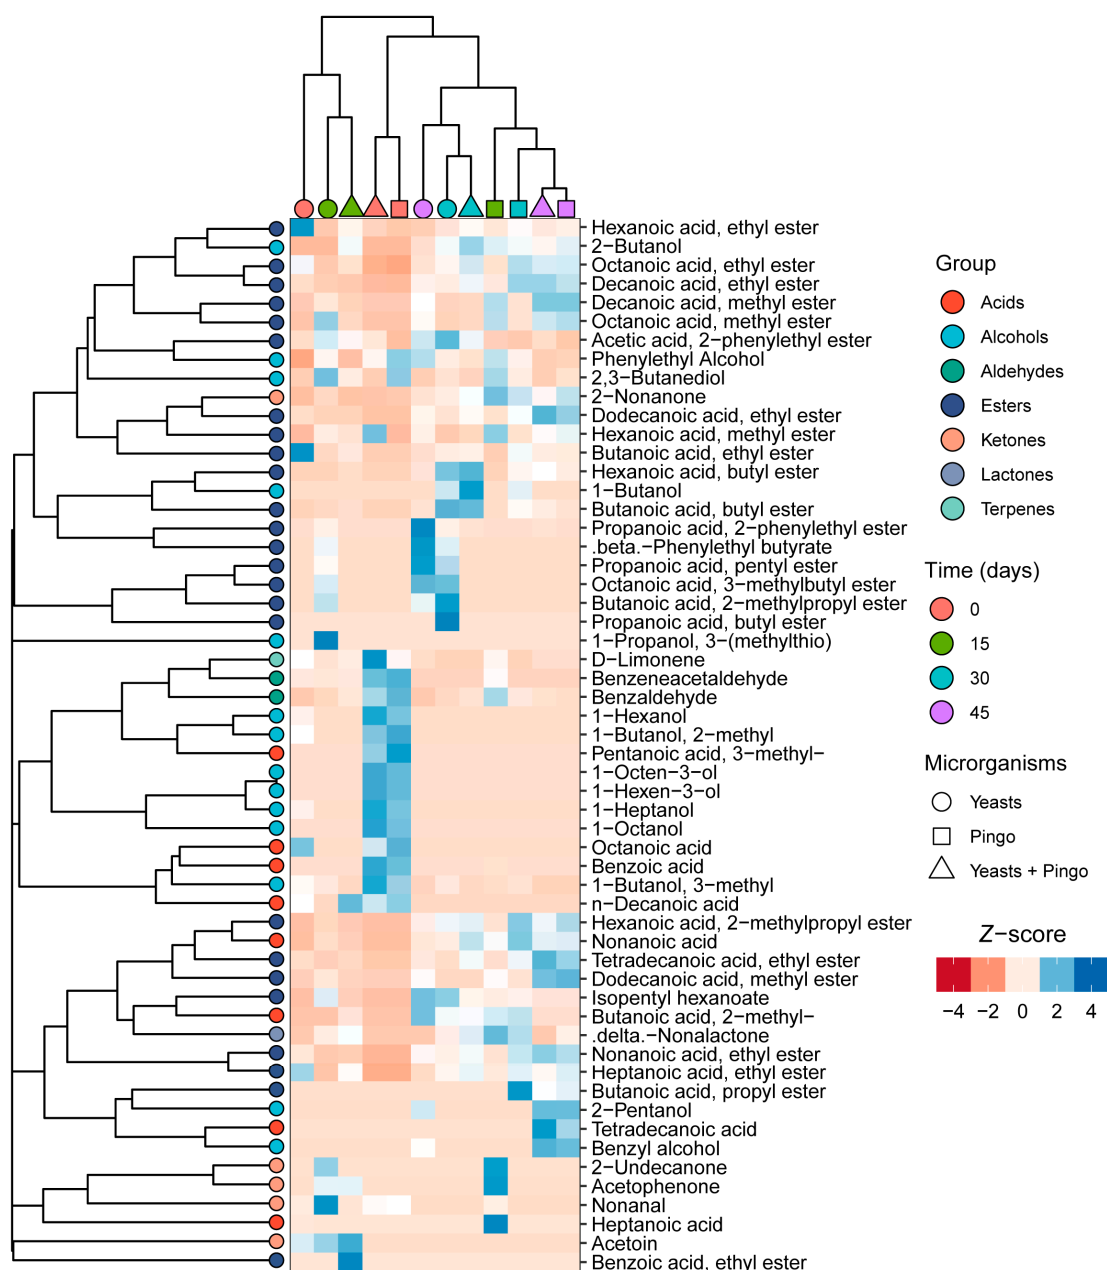 Hexanoic acid, ethyl ester
2−Butanol
Octanoic acid, ethyl ester
Decanoic acid, ethyl ester
Decanoic acid, methyl ester
Octanoic acid, methyl ester
Acetic acid, 2−phenylethyl ester
Phenylethyl Alcohol
2,3−Butanediol
2−Nonanone
Dodecanoic acid, ethyl ester
Hexanoic acid, methyl ester
Butanoic acid, ethyl ester
Hexanoic acid, butyl ester
1−Butanol
Butanoic acid, butyl ester
Propanoic acid, 2−phenylethyl ester
.beta.−Phenylethyl butyrate
Propanoic acid, pentyl ester
Octanoic acid, 3−methylbutyl ester
Butanoic acid, 2−methylpropyl ester
Propanoic acid, butyl ester
1−Propanol, 3−(methylthio)
D−Limonene
Benzeneacetaldehyde
Benzaldehyde
1−Hexanol
1−Butanol, 2−methyl
Pentanoic acid, 3−methyl−
1−Octen−3−ol
1−Hexen−3−ol
1−Heptanol
1−Octanol
Octanoic acid
Benzoic acid
1−Butanol, 3−methyl
n−Decanoic acid
Hexanoic acid, 2−methylpropyl ester
Nonanoic acid
Tetradecanoic acid, ethyl ester
Dodecanoic acid, methyl ester
Isopentyl hexanoate
Butanoic acid, 2−methyl−
.delta.−Nonalactone
Nonanoic acid, ethyl ester
Heptanoic acid, ethyl ester
Butanoic acid, propyl ester
2−Pentanol
Tetradecanoic acid
Benzyl alcohol
2−Undecanone
Acetophenone
Nonanal
Heptanoic acid
Acetoin
Benzoic acid, ethyl ester
Group
Acids
Alcohols
Aldehydes
Esters
Ketones
Lactones
Terpenes
Time (days)
0
15
30
45
Microrganisms
Yeasts
Pingo
Yeasts + Pingo
Z−score
−4 −2 0 2 4